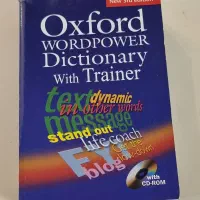 New 3rd edition
Oxford
WORDPOWER
Dictionary
With Trainer
text
dynamic
in other words
message
stand out
life coach
blog
with
CD-ROM